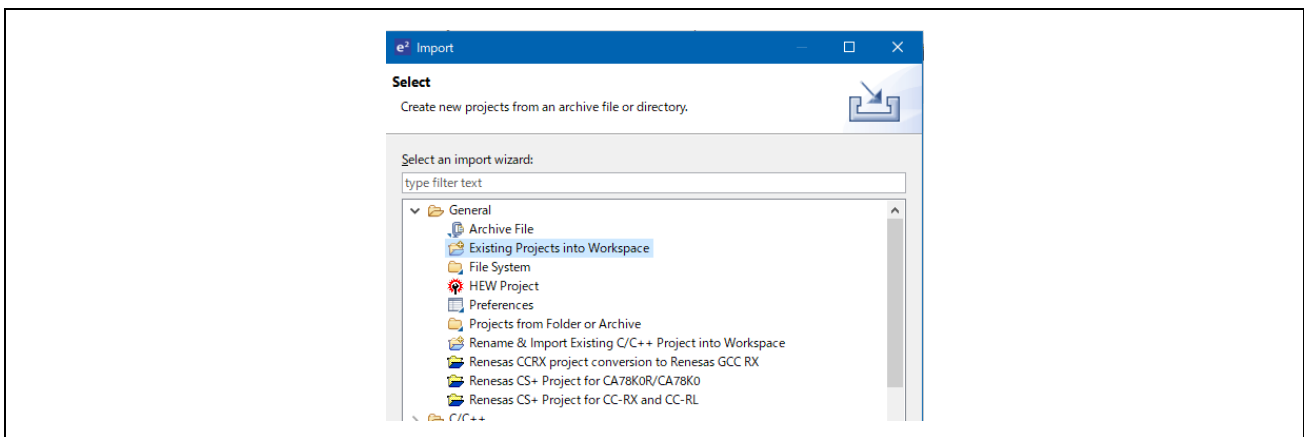 e² Import
Select
Create new projects from an archive file or directory.
Select an import wizard:
type filter text
General
Archive File
Existing Projects into Workspace
File System
HEW Project
Preferences
Projects from Folder or Archive
Rename & Import Existing C/C++ Project into Workspace
Renesas CCRX project conversion to Renesas GCC RX
Renesas CS+ Project for CA78K0R/CA78K0
Renesas CS+ Project for CC-RX and CC-RL
C/C++